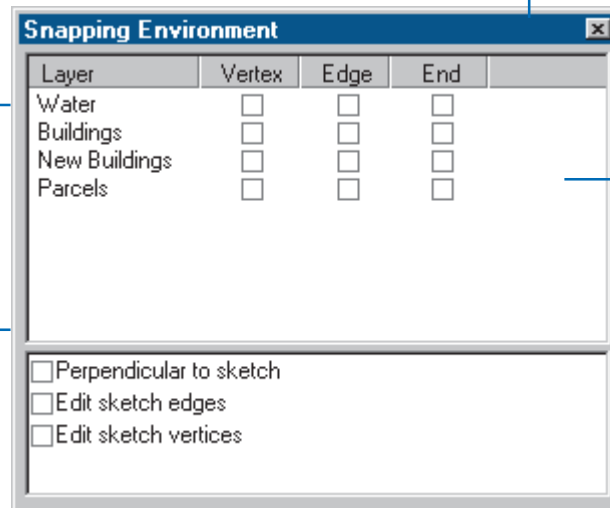 Snapping Environment
Layer Vertex Edge End
Water
Buildings
New Buildings
Parcels
Perpendicular to sketch
Edit sketch edges
Edit sketch vertices